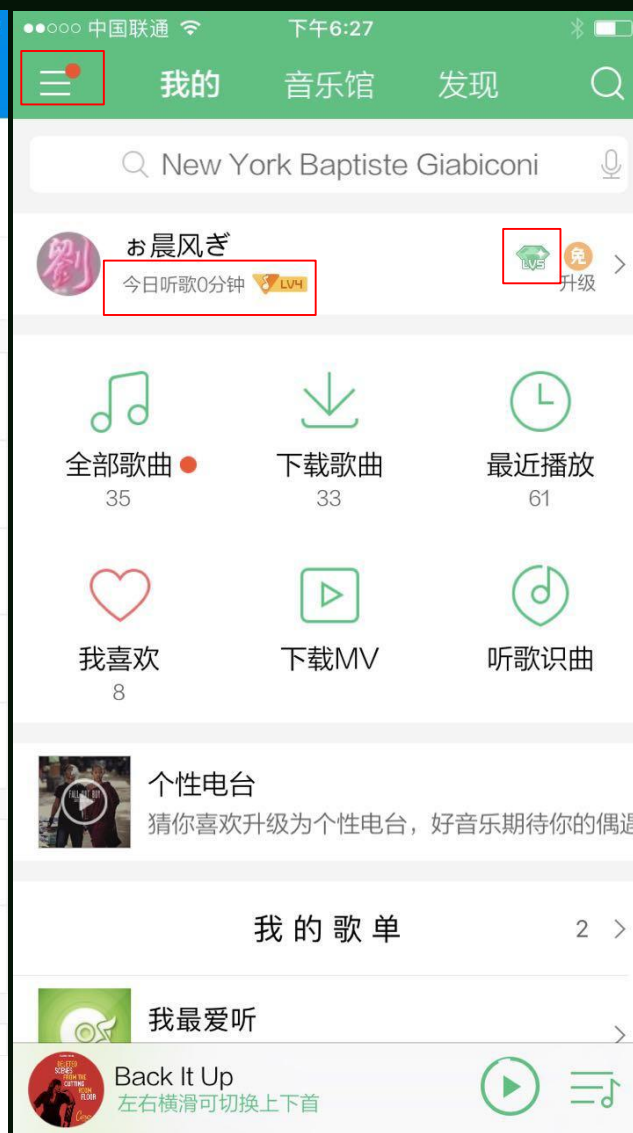 中国联通 下午6:27
我的 音乐馆 发现
New York Baptiste Giabiconi
ぉ晨风ぎ
LV5 免
今日听歌0分钟 LV4 升级
全部歌曲 下载歌曲 最近播放
35 33 61
我喜欢 下载MV 听歌识曲
8
个性电台
猜你喜欢升级为个性电台，好音乐期待你的偶遇
我的歌单 2
我最爱听
Back It Up
左右横滑可切换上下首